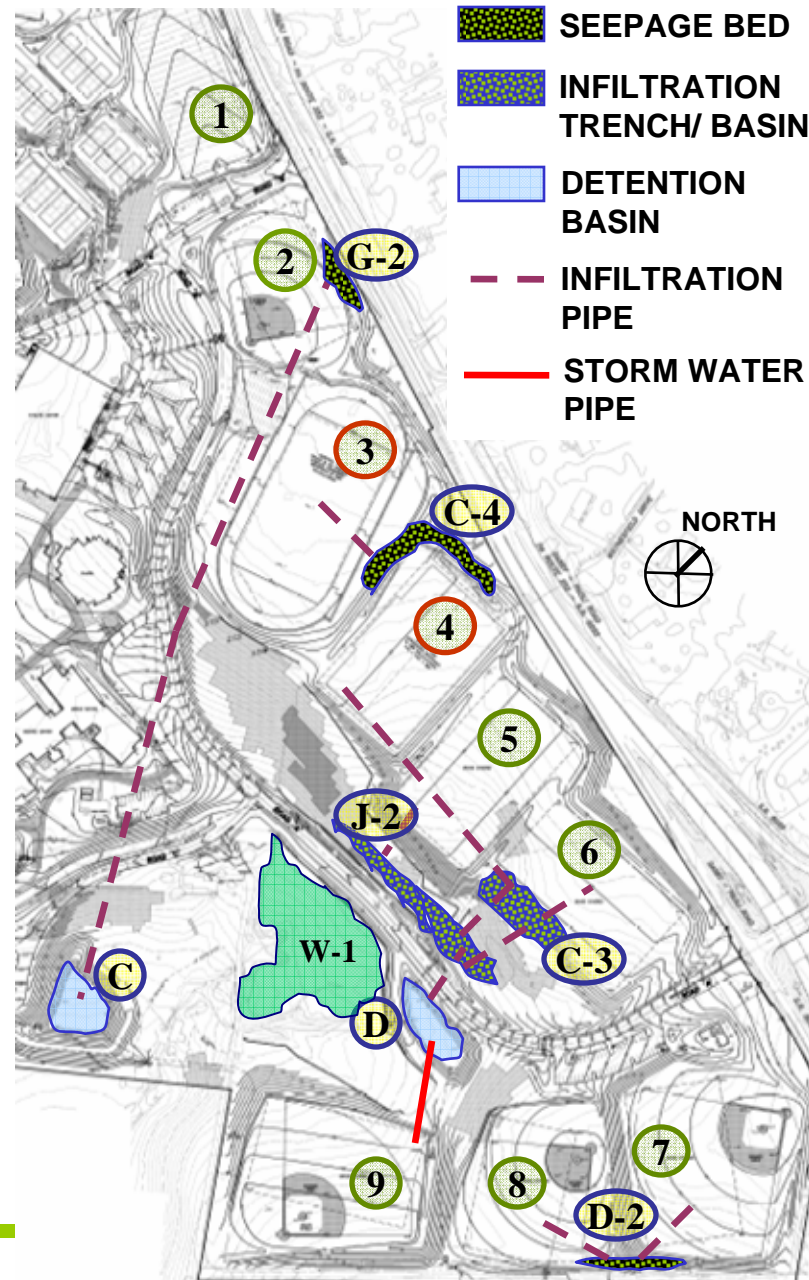 SEEPAGE BED
INFILTRATION
TRENCH/ BASIN
DETENTION
BASIN
INFILTRATION
PIPE
STORM WATER
PIPE
1
2
G-2
3
C-4
NORTH
4
5
J-2
6
W-1
C-3
C
D
7
8
9
D-2